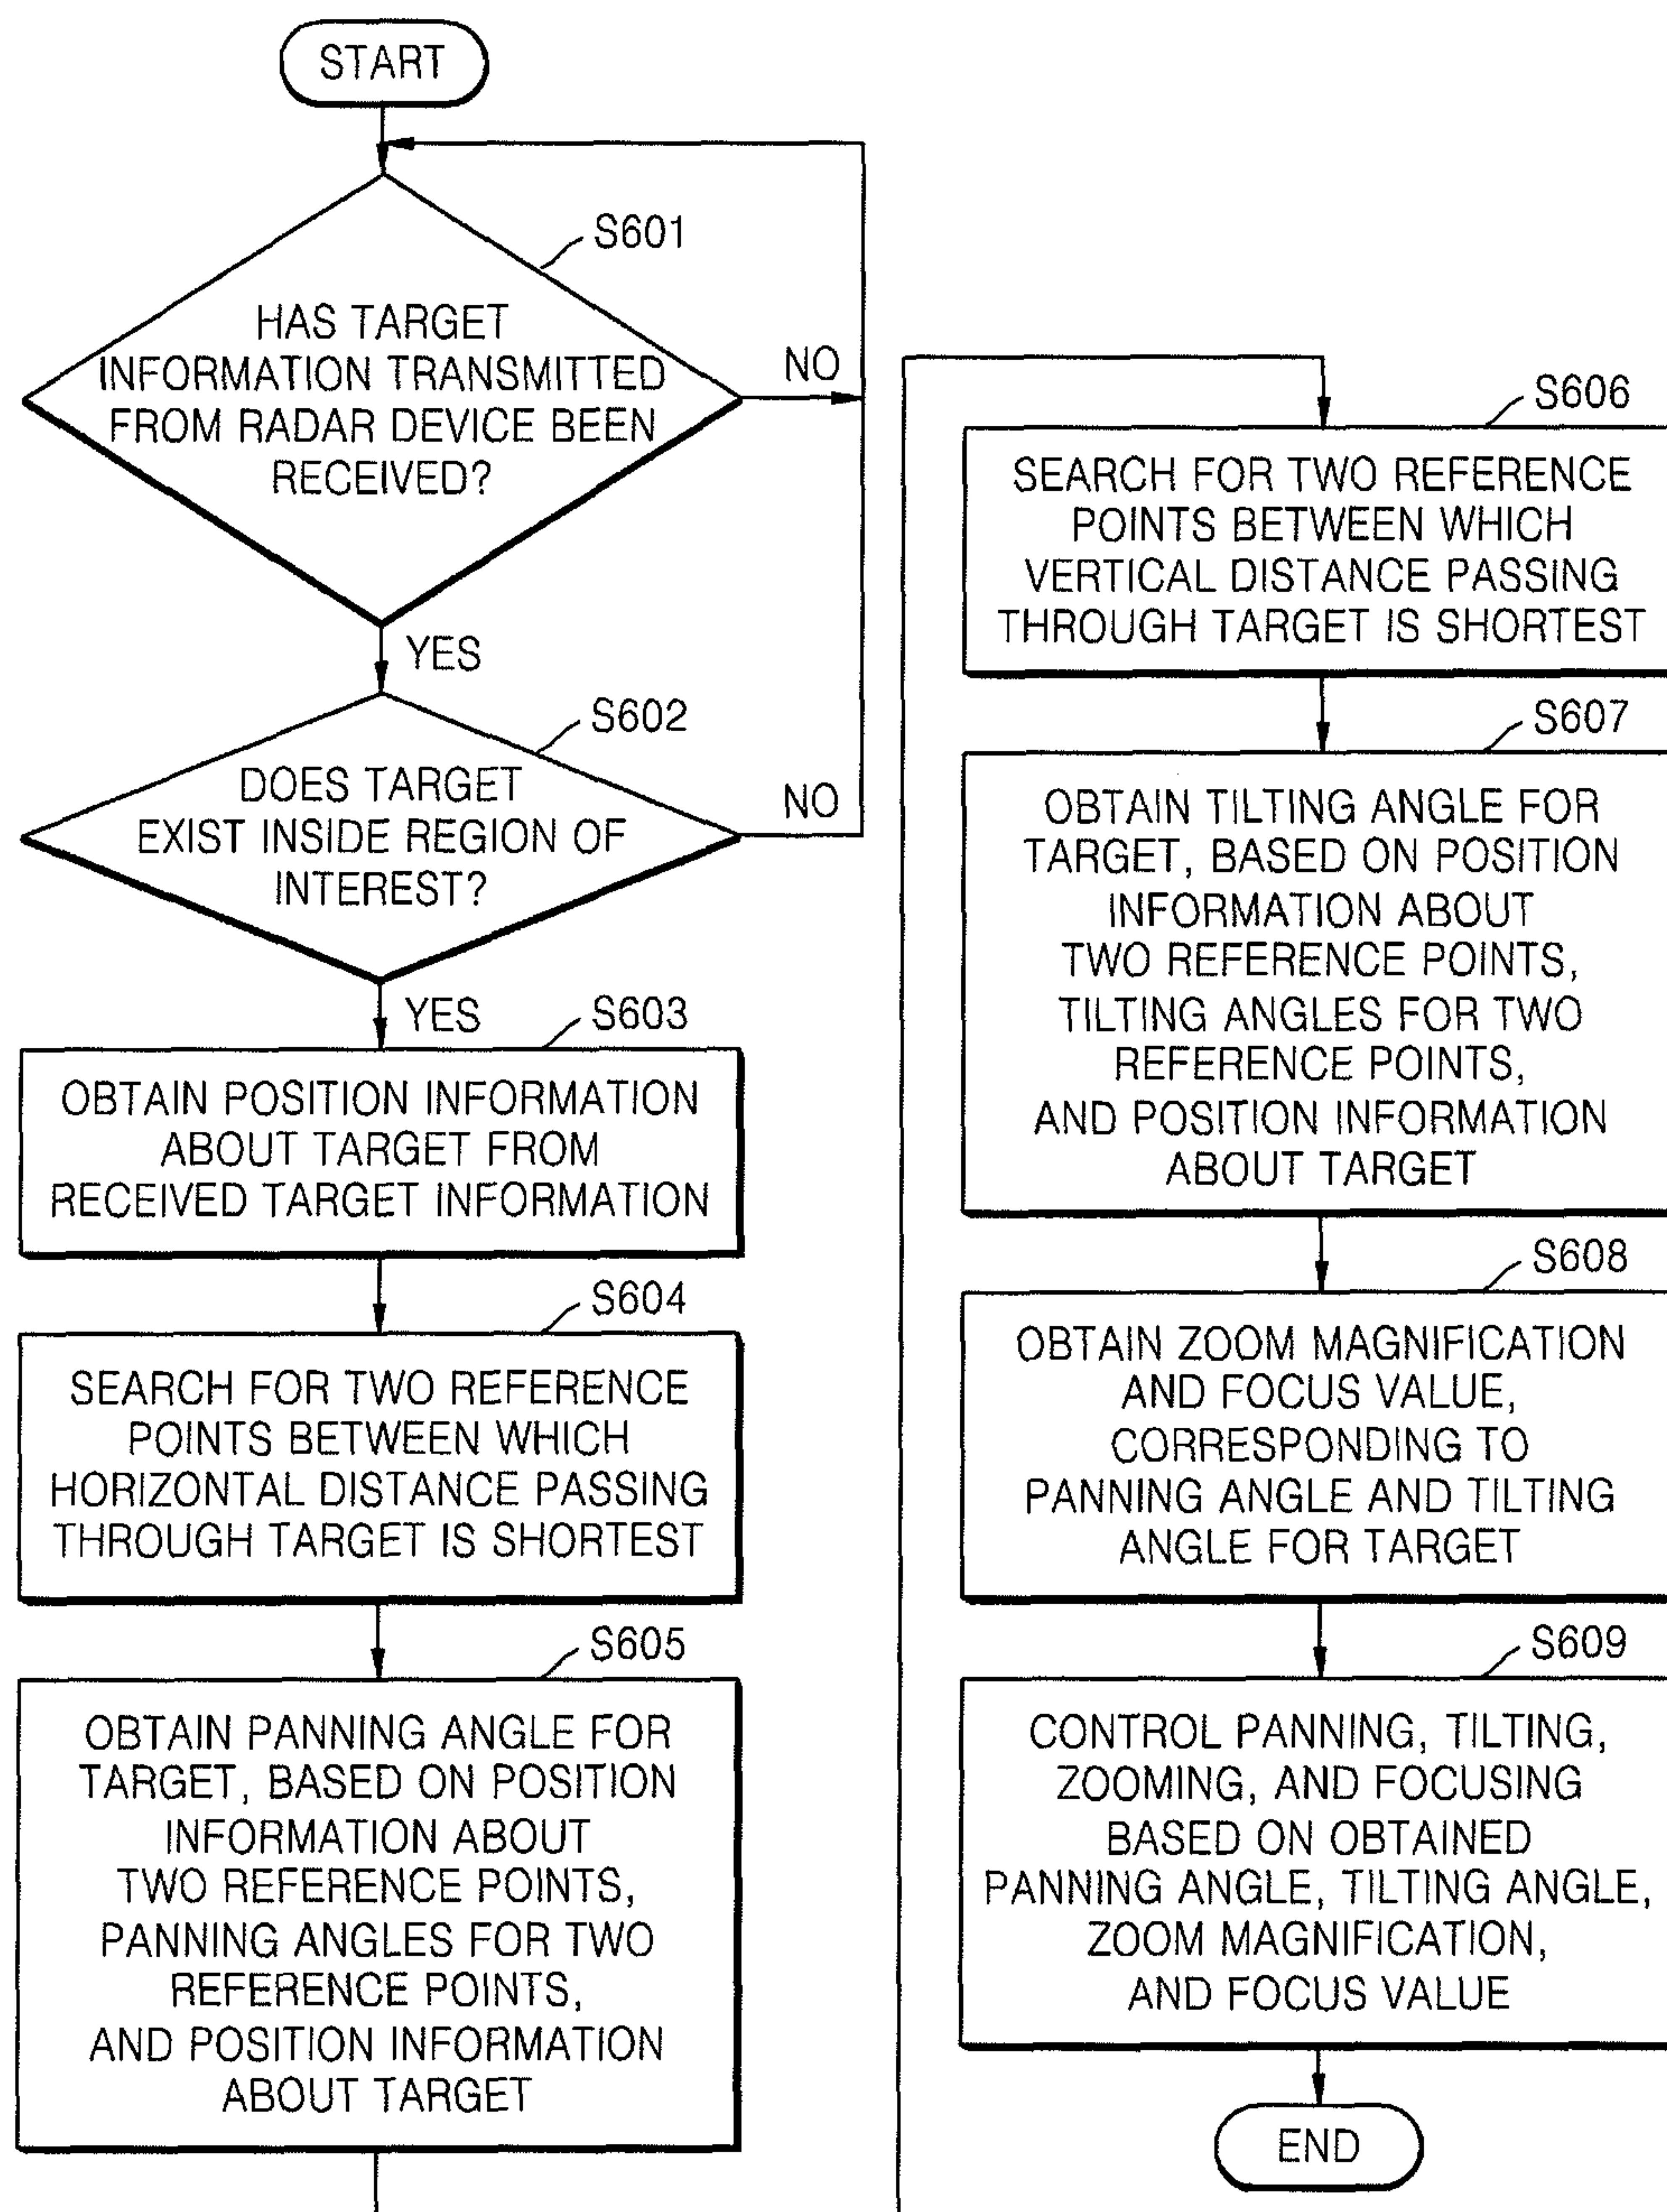 START
S601
HAS TARGET
INFORMATION TRANSMITTED
FROM RADAR DEVICE BEEN
RECEIVED?
NO
YES
S602
DOES TARGET
EXIST INSIDE REGION OF
INTEREST?
NO
YES
S603
OBTAIN POSITION INFORMATION
ABOUT TARGET FROM
RECEIVED TARGET INFORMATION
S604
SEARCH FOR TWO REFERENCE
POINTS BETWEEN WHICH
HORIZONTAL DISTANCE PASSING
THROUGH TARGET IS SHORTEST
S605
OBTAIN PANNING ANGLE FOR
TARGET, BASED ON POSITION
INFORMATION ABOUT
TWO REFERENCE POINTS,
PANNING ANGLES FOR TWO
REFERENCE POINTS,
AND POSITION INFORMATION
ABOUT TARGET
S606
SEARCH FOR TWO REFERENCE
POINTS BETWEEN WHICH
VERTICAL DISTANCE PASSING
THROUGH TARGET IS SHORTEST
S607
OBTAIN TILTING ANGLE FOR
TARGET, BASED ON POSITION
INFORMATION ABOUT
TWO REFERENCE POINTS,
TILTING ANGLES FOR TWO
REFERENCE POINTS,
AND POSITION INFORMATION
ABOUT TARGET
S608
OBTAIN ZOOM MAGNIFICATION
AND FOCUS VALUE,
CORRESPONDING TO
PANNING ANGLE AND TILTING
ANGLE FOR TARGET
S609
CONTROL PANNING, TILTING,
ZOOMING, AND FOCUSING
BASED ON OBTAINED
PANNING ANGLE, TILTING ANGLE,
ZOOM MAGNIFICATION,
AND FOCUS VALUE
END